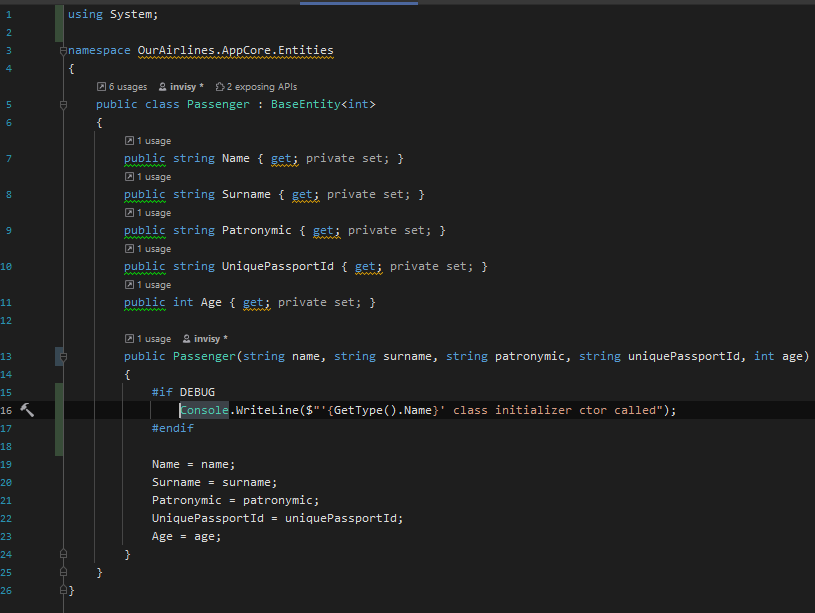 1 using System;
2
3 namespace OurAirlines.AppCore.Entities
4 {
6 usages invisy * 2 exposing APIs
5 public class Passenger : BaseEntity<int>
6 {
1 usage
7 public string Name { get; private set; }
1 usage
8 public string Surname { get; private set; }
1 usage
9 public string Patronymic { get; private set; }
1 usage
10 public string UniquePassportId { get; private set; }
1 usage
11 public int Age { get; private set; }
12
1 usage invisy *
13 public Passenger(string name, string surname, string patronymic, string uniquePassportId, int age)
14 {
15 #if DEBUG
16 Console.WriteLine($"'{GetType().Name}' class initializer ctor called");
17 #endif
18
19 Name = name;
20 Surname = surname;
21 Patronymic = patronymic;
22 UniquePassportId = uniquePassportId;
23 Age = age;
24 }
25 }
26 }